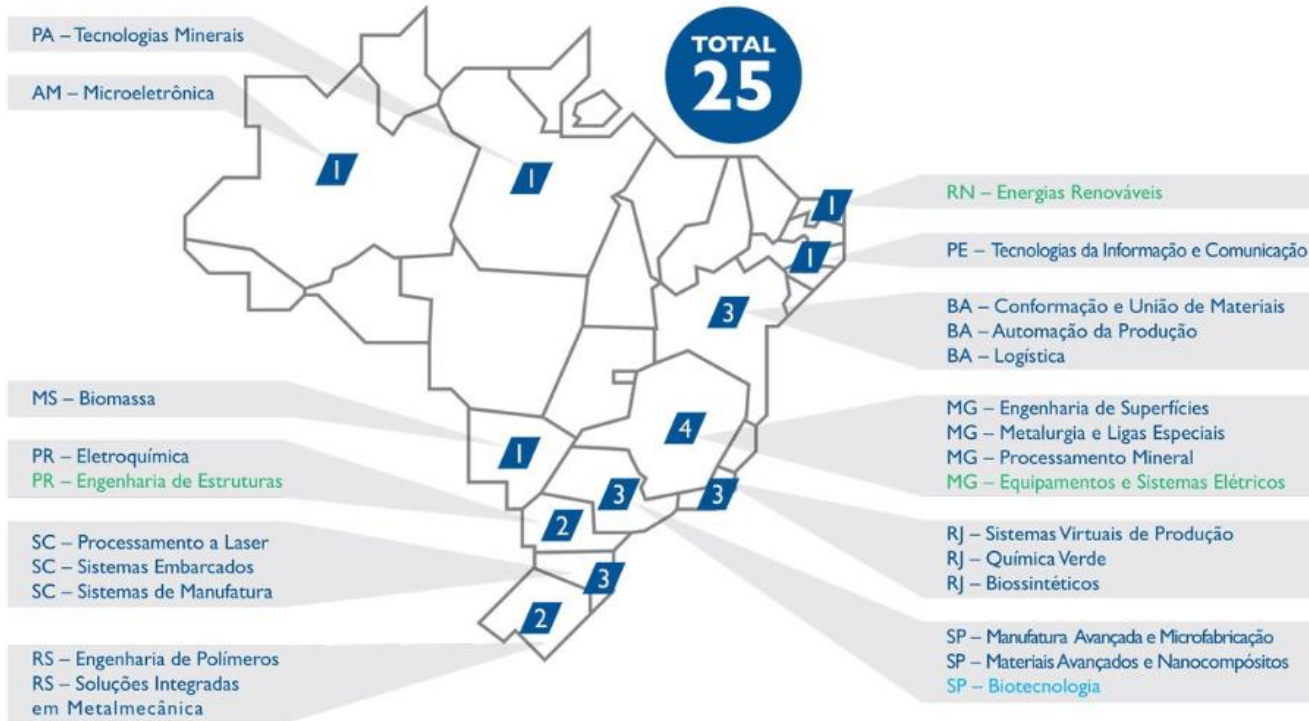 TOTAL
25
PA – Tecnologias Minerais
AM – Microeletrônica
MS – Biomassa
PR – Eletroquímica
PR – Engenharia de Estruturas
SC – Processamento a Laser
SC – Sistemas Embarcados
SC – Sistemas de Manufatura
RS – Engenharia de Polímeros
RS – Soluções Integradas
em Metalmecânica
1
1
1
1
3
4
1
3
3
2
3
2
RN – Energias Renováveis
PE – Tecnologias da Informação e Comunicação
BA – Conformação e União de Materiais
BA – Automação da Produção
BA – Logística
MG – Engenharia de Superfícies
MG – Metalurgia e Ligas Especiais
MG – Processamento Mineral
MG – Equipamentos e Sistemas Elétricos
RJ – Sistemas Virtuais de Produção
RJ – Química Verde
RJ – Biossintéticos
SP – Manufatura Avançada e Microfabricação
SP – Materiais Avançados e Nanocompósitos
SP – Biotecnologia